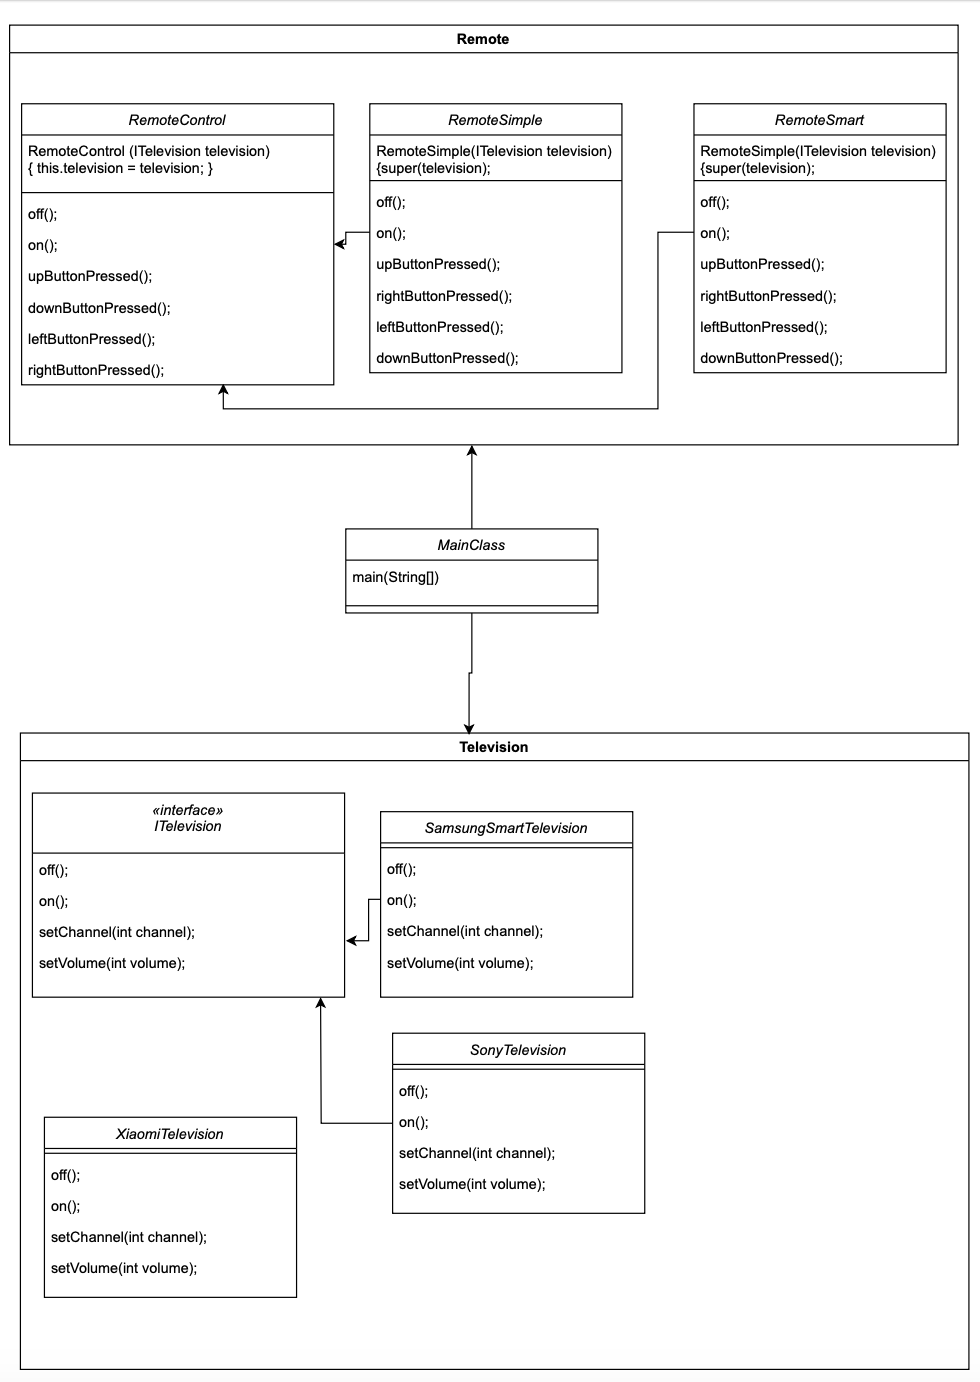 Remote
RemoteControl
RemoteControl (ITelevision television)
{ this.television = television; }
off();
on();
upButtonPressed();
downButtonPressed();
leftButtonPressed();
rightButtonPressed();
RemoteSimple
RemoteSimple(ITelevision television)
{super(television);
off();
on();
upButtonPressed();
rightButtonPressed();
leftButtonPressed();
downButtonPressed();
RemoteSmart
RemoteSimple(ITelevision television)
{super(television);
off();
on();
upButtonPressed();
rightButtonPressed();
leftButtonPressed();
downButtonPressed();
MainClass
main(String[])
Television
«interface»
ITelevision
off();
on();
setChannel(int channel);
setVolume(int volume);
SamsungSmartTelevision
off();
on();
setChannel(int channel);
setVolume(int volume);
SonyTelevision
off();
on();
setChannel(int channel);
setVolume(int volume);
XiaomiTelevision
off();
on();
setChannel(int channel);
setVolume(int volume);